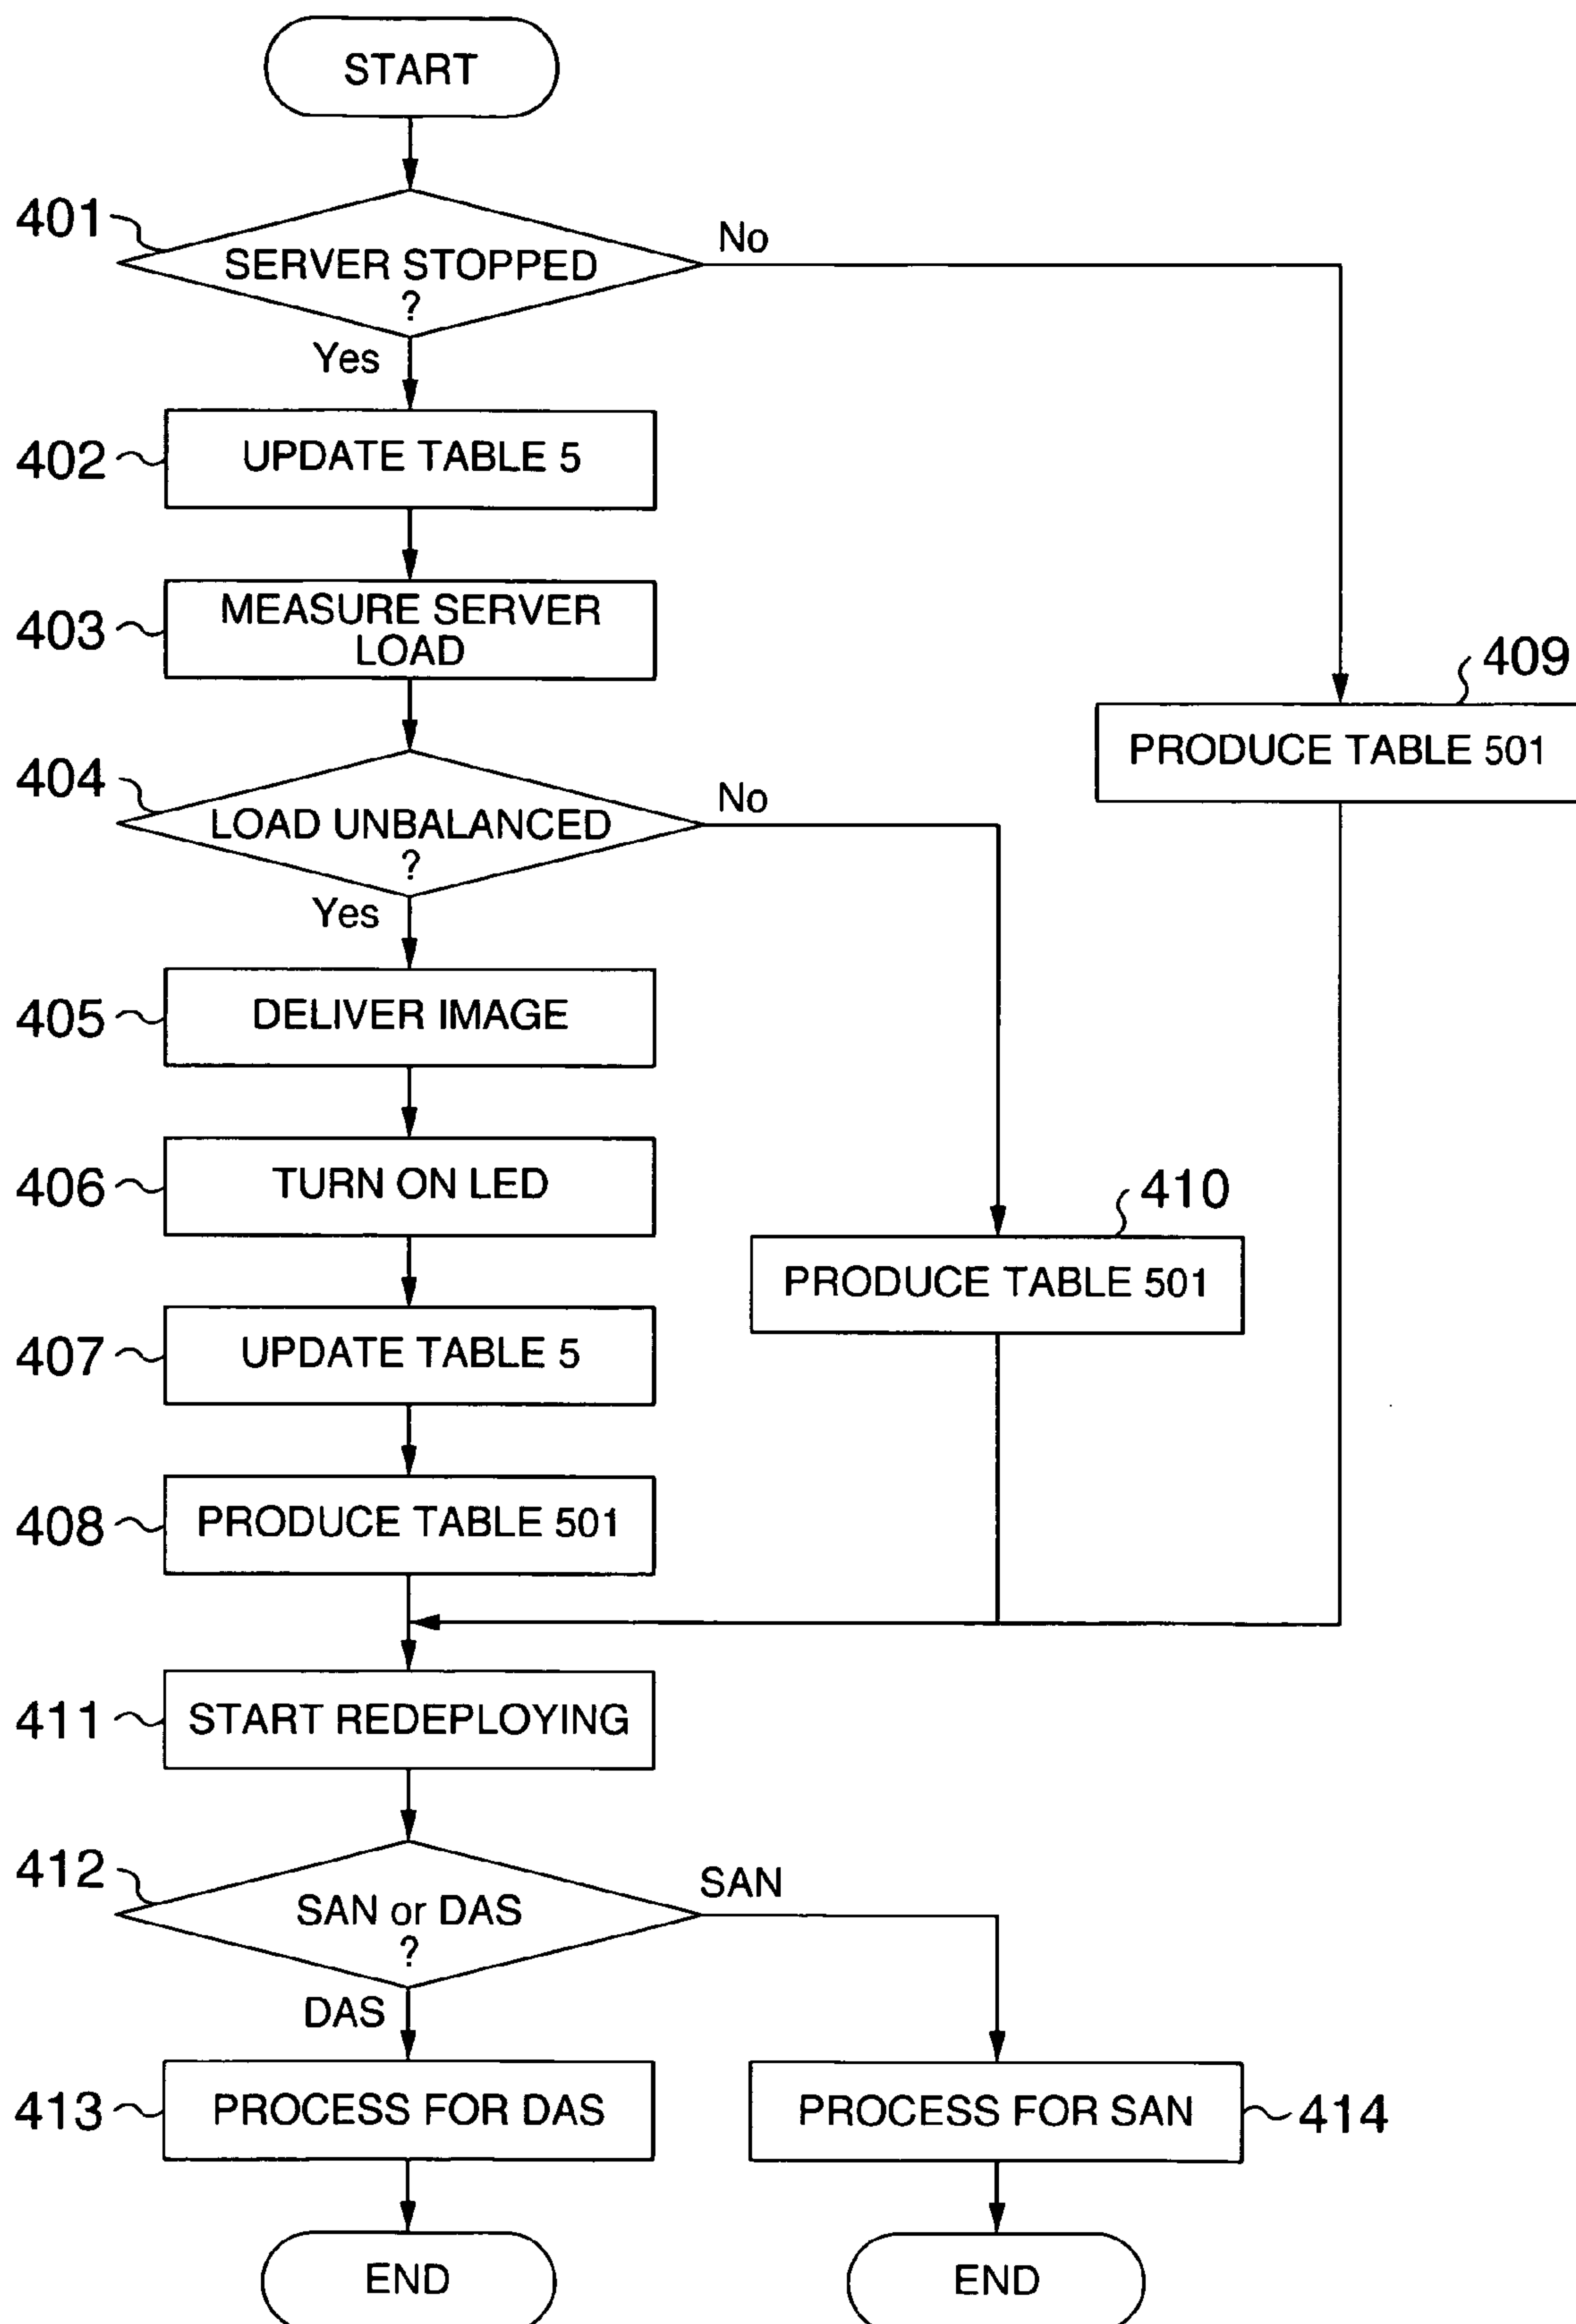 START
401
SERVER STOPPED
?
No
Yes
402
UPDATE TABLE 5
403
MEASURE SERVER
LOAD
409
PRODUCE TABLE 501
404
LOAD UNBALANCED
?
No
Yes
405
DELIVER IMAGE
406
TURN ON LED
410
PRODUCE TABLE 501
407
UPDATE TABLE 5
408
PRODUCE TABLE 501
411
START REDEPLOYING
412
SAN or DAS
?
SAN
DAS
413
PROCESS FOR DAS
PROCESS FOR SAN
414
END
END